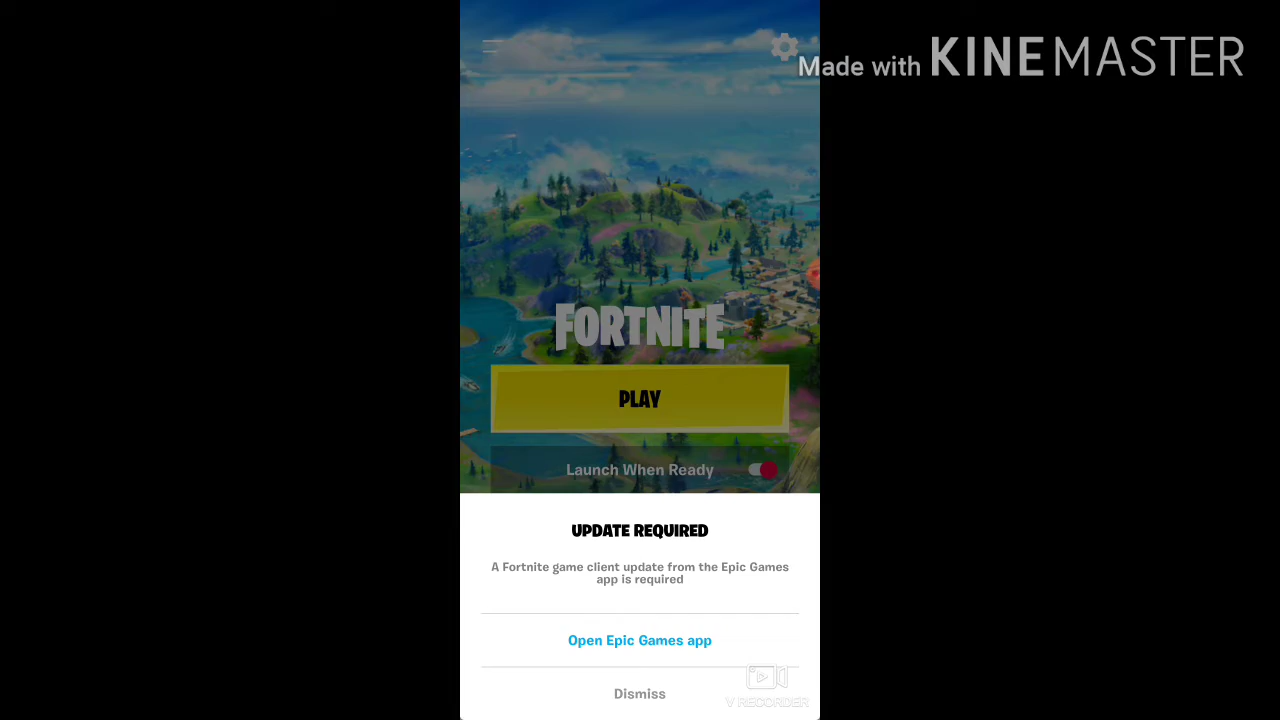 Made with KINEMASTER
FORTNITE
PLAY
Launch When Ready
UPDATE REQUIRED
A Fortnite game client update from the Epic Games
app is required
Open Epic Games app
Dismiss
V RECORDER